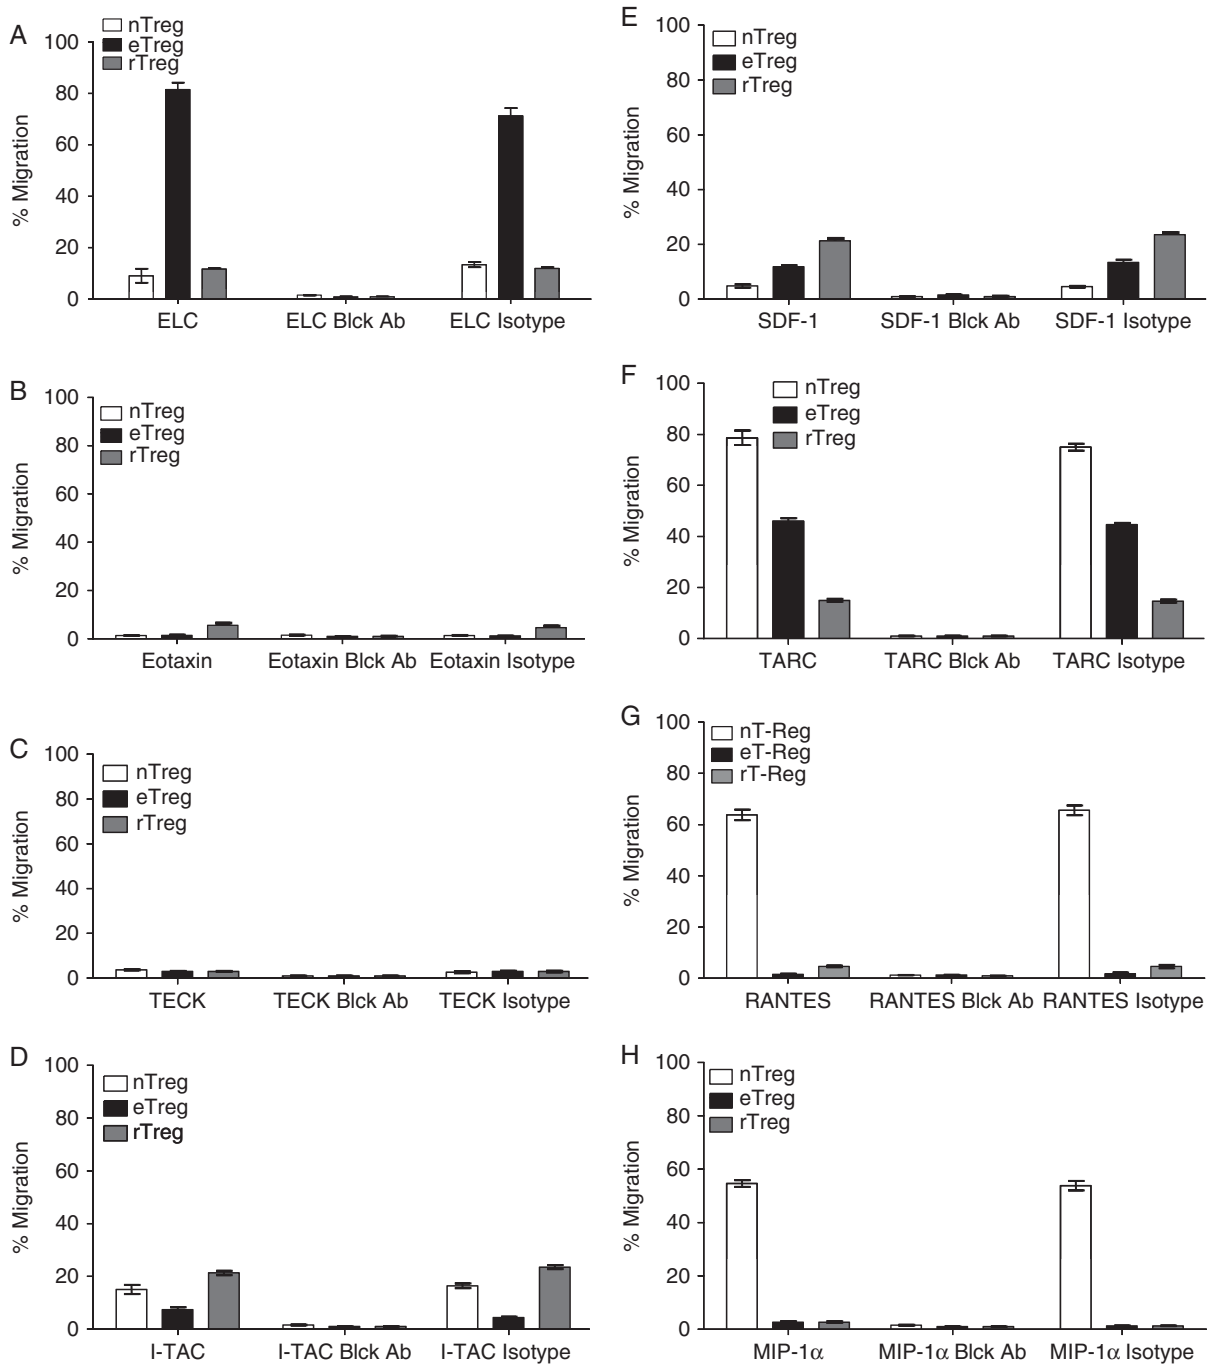 A
nTreg
eTreg
rTreg
100
80
60
40
20
0
% Migration
ELC
ELC Blck Ab
ELC Isotype
B
nTreg
eTreg
rTreg
100
80
60
40
20
0
% Migration
Eotaxin
Eotaxin Blck Ab
Eotaxin Isotype
C
nTreg
eTreg
rTreg
100
80
60
40
20
0
% Migration
TECK
TECK Blck Ab
TECK Isotype
D
nTreg
eTreg
rTreg
100
80
60
40
20
0
% Migration
I-TAC
I-TAC Blck Ab
I-TAC Isotype
E
nTreg
eTreg
rTreg
100
80
60
40
20
0
% Migration
SDF-1
SDF-1 Blck Ab
SDF-1 Isotype
F
nTreg
eTreg
rTreg
100
80
60
40
20
0
% Migration
TARC
TARC Blck Ab
TARC Isotype
G
nT-Reg
eT-Reg
rT-Reg
100
80
60
40
20
0
% Migration
RANTES
RANTES Blck Ab
RANTES Isotype
H
nTreg
eTreg
rTreg
100
80
60
40
20
0
% Migration
MIP-1α
MIP-1α Blck Ab
MIP-1α Isotype